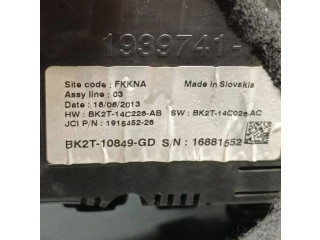 1939741-
Site code : FKKNA Made in Slovakia
Assy line : 03
Date : 18/06/2013
HW : BK2T-14C226-AB SW : BK2T-14C026-AC
JCI P/N : 1915452-26
BK2T-10849-GD S/N : 16881552